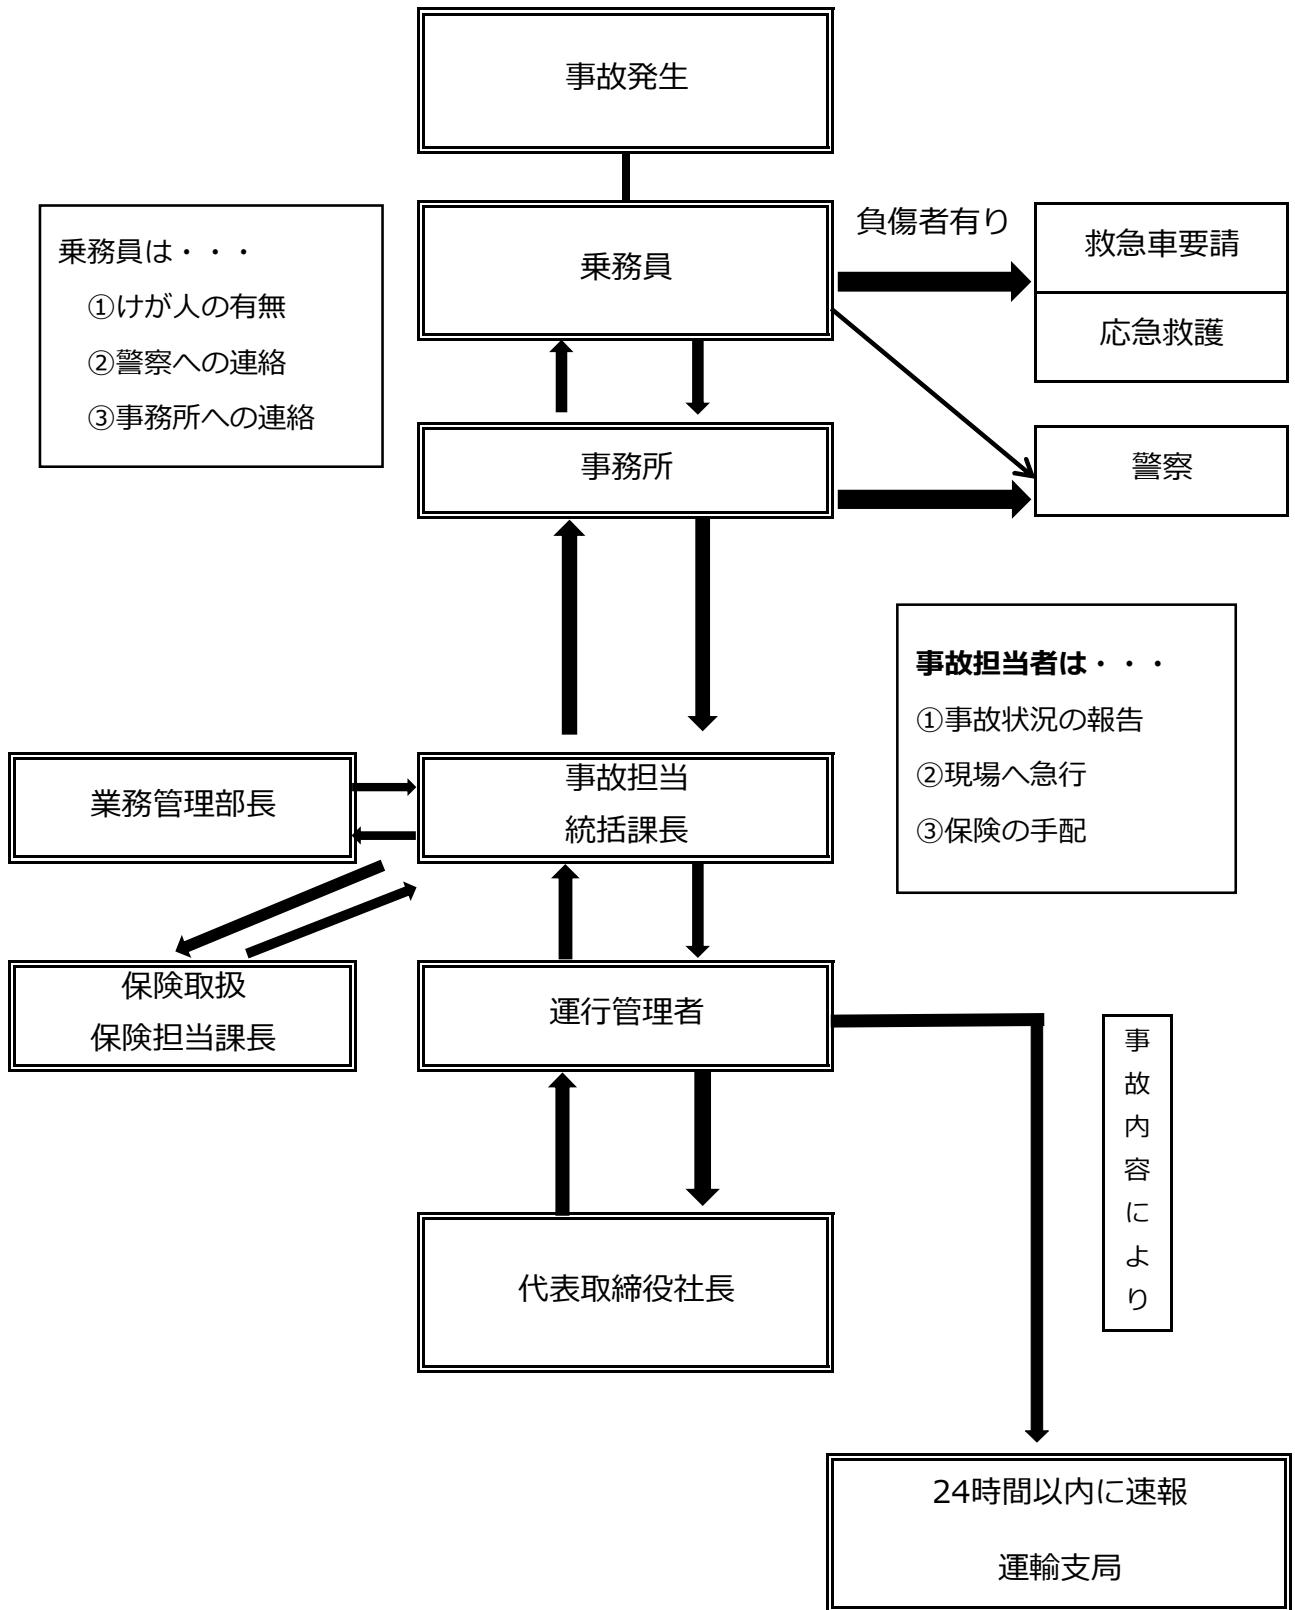 事故発生
乗務員は・・・
①けが人の有無
②警察への連絡
③事務所への連絡
乗務員
負傷者有り
救急車要請
応急救護
事務所
警察
事故担当者は・・・
①事故状況の報告
②現場へ急行
③保険の手配
業務管理部長
事故担当
統括課長
保険取扱
保険担当課長
運行管理者
事故内容により
代表取締役社長
24時間以内に速報
運輸支局